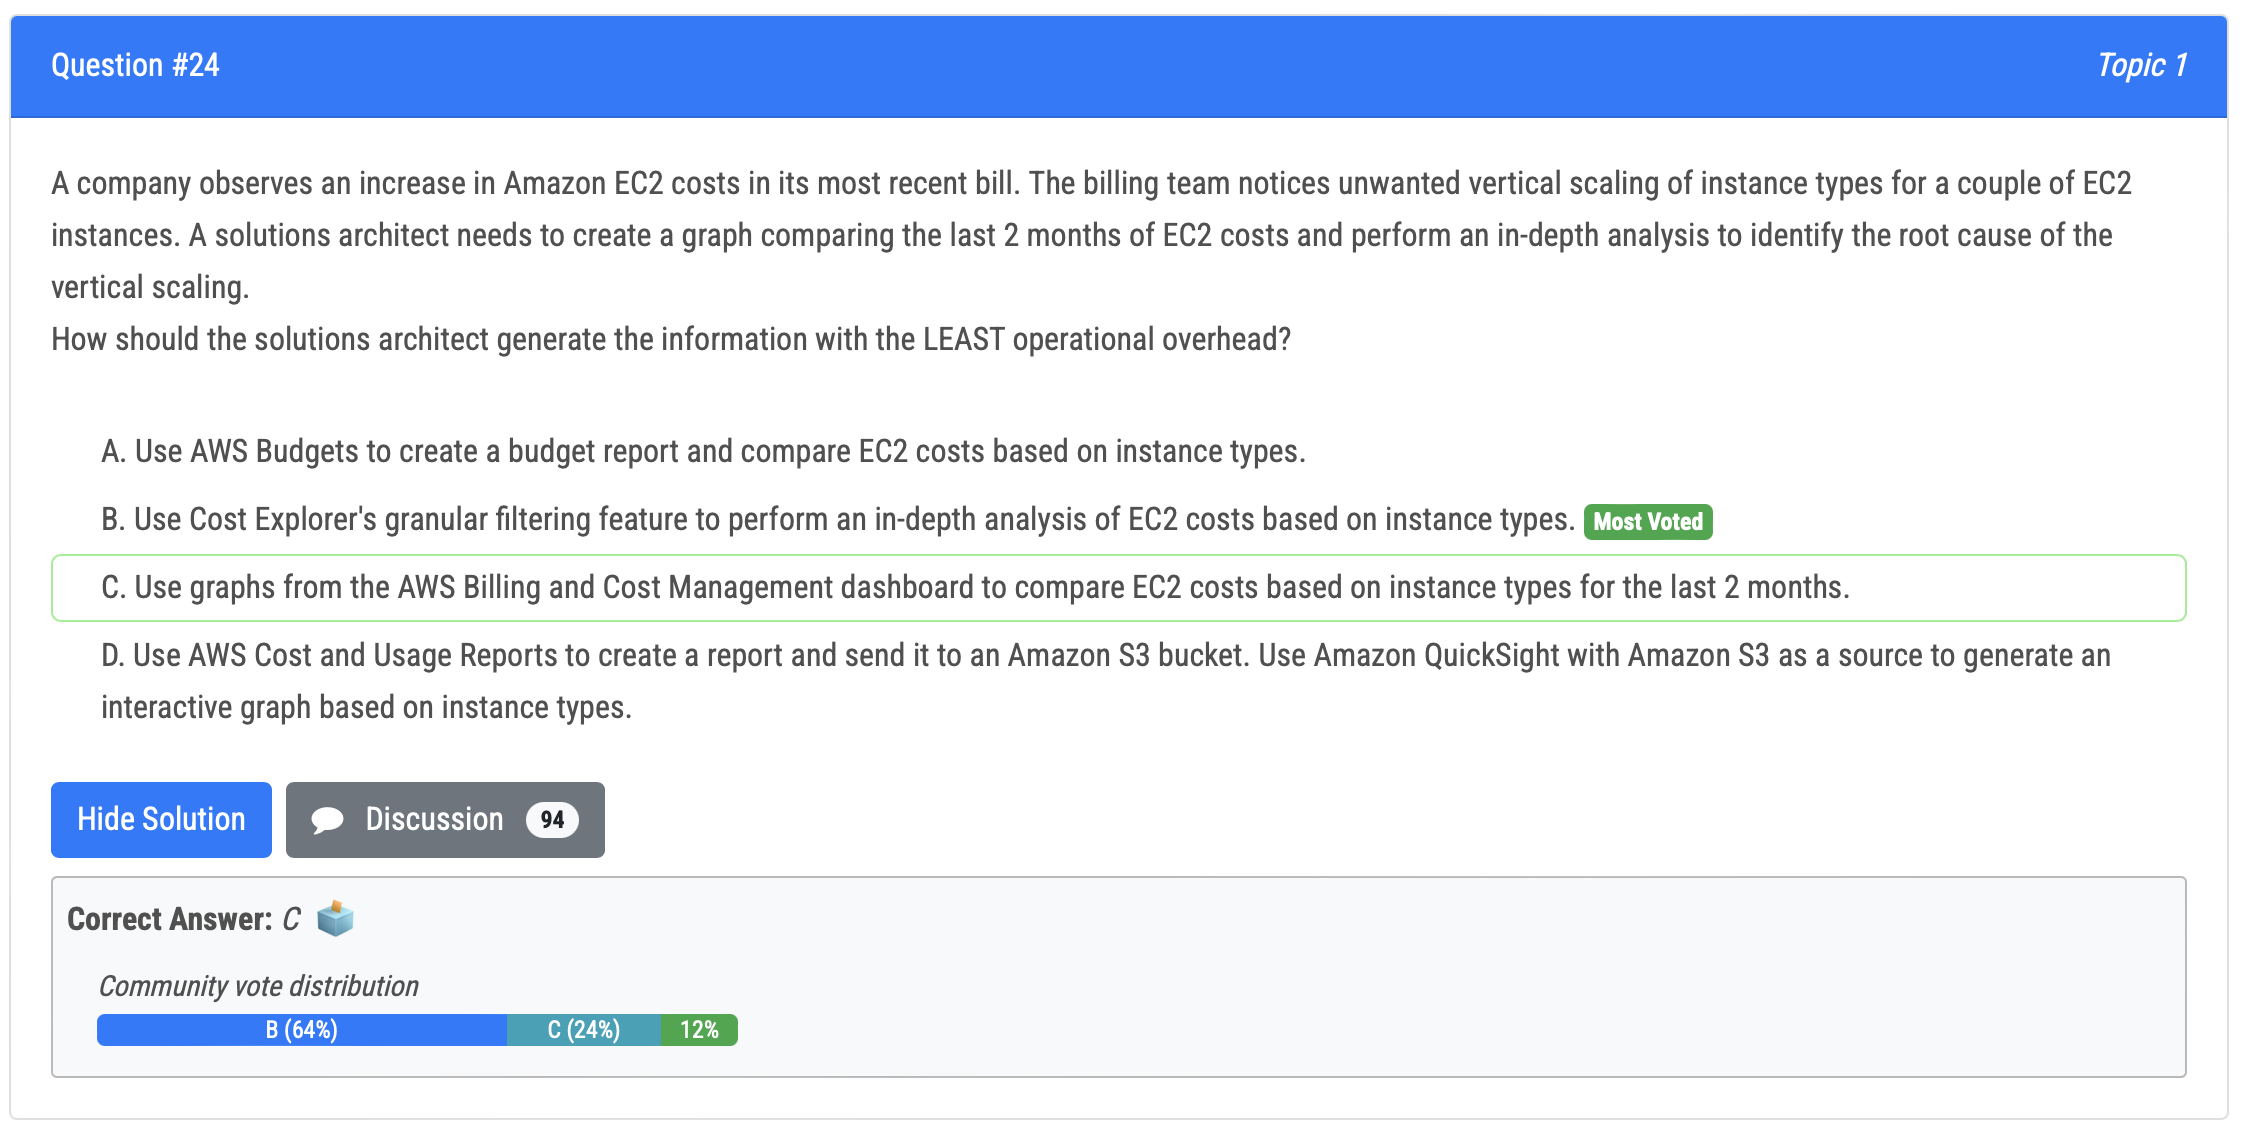 Question #24
Topic 1
A company observes an increase in Amazon EC2 costs in its most recent bill. The billing team notices unwanted vertical scaling of instance types for a couple of EC2
instances. A solutions architect needs to create a graph comparing the last 2 months of EC2 costs and perform an in-depth analysis to identify the root cause of the
vertical scaling.
How should the solutions architect generate the information with the LEAST operational overhead?
A. Use AWS Budgets to create a budget report and compare EC2 costs based on instance types.
B. Use Cost Explorer's granular filtering feature to perform an in-depth analysis of EC2 costs based on instance types. Most Voted
C. Use graphs from the AWS Billing and Cost Management dashboard to compare EC2 costs based on instance types for the last 2 months.
D. Use AWS Cost and Usage Reports to create a report and send it to an Amazon S3 bucket. Use Amazon QuickSight with Amazon S3 as a source to generate an
interactive graph based on instance types.
Hide Solution
Discussion 94
Correct Answer: C
Community vote distribution
B (64%) C (24%) 12%